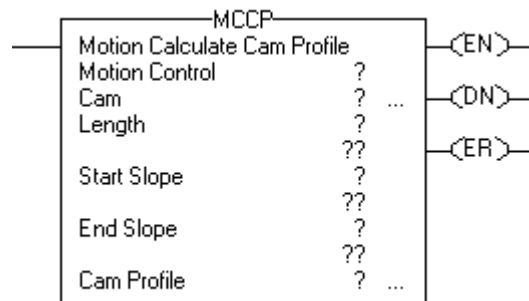 MCCP
Motion Calculate Cam Profile
(EN)
Motion Control ?
Cam ? ...
(DN)
Length ?
??
(ER)
Start Slope ?
??
End Slope ?
??
Cam Profile ? ...